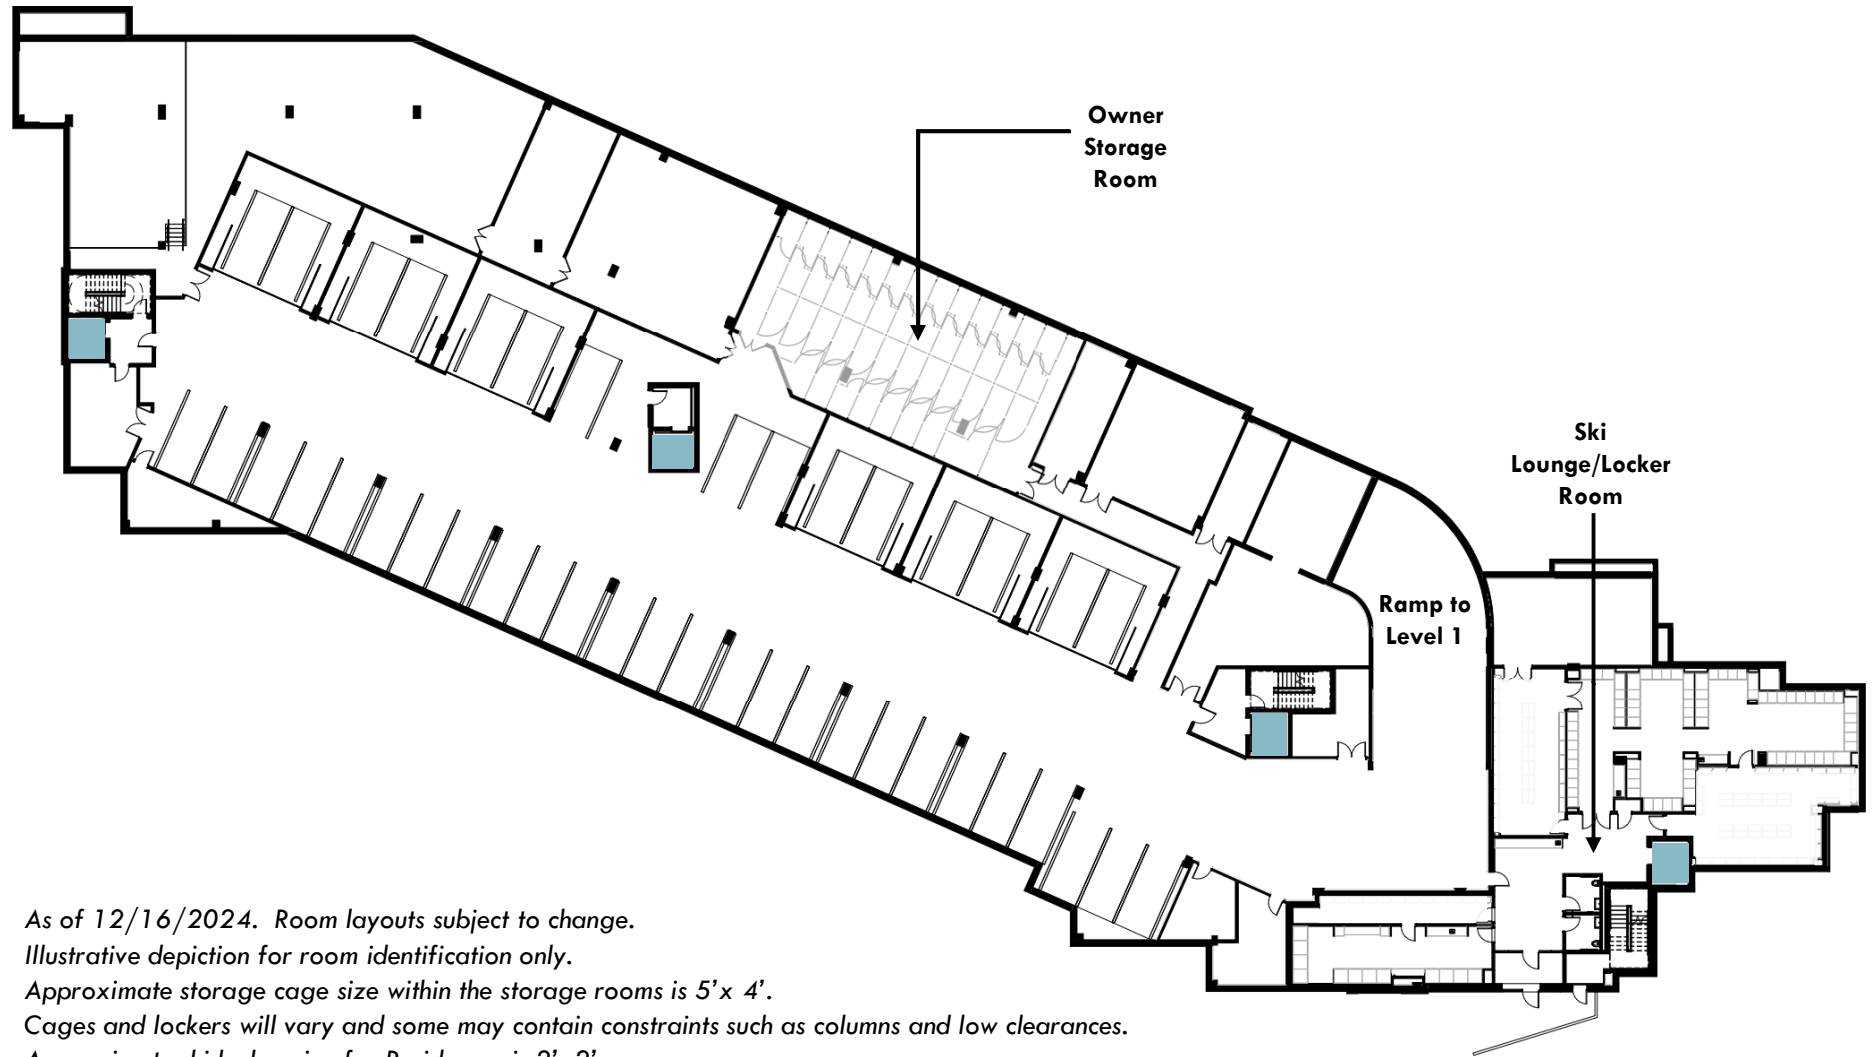 Owner
Storage
Room
Ski
Lounge/Locker
Room
Ramp to
Level 1
As of 12/16/2024. Room layouts subject to change.
Illustrative depiction for room identification only.
Approximate storage cage size within the storage rooms is 5'x 4'.
Cages and lockers will vary and some may contain constraints such as columns and low clearances.